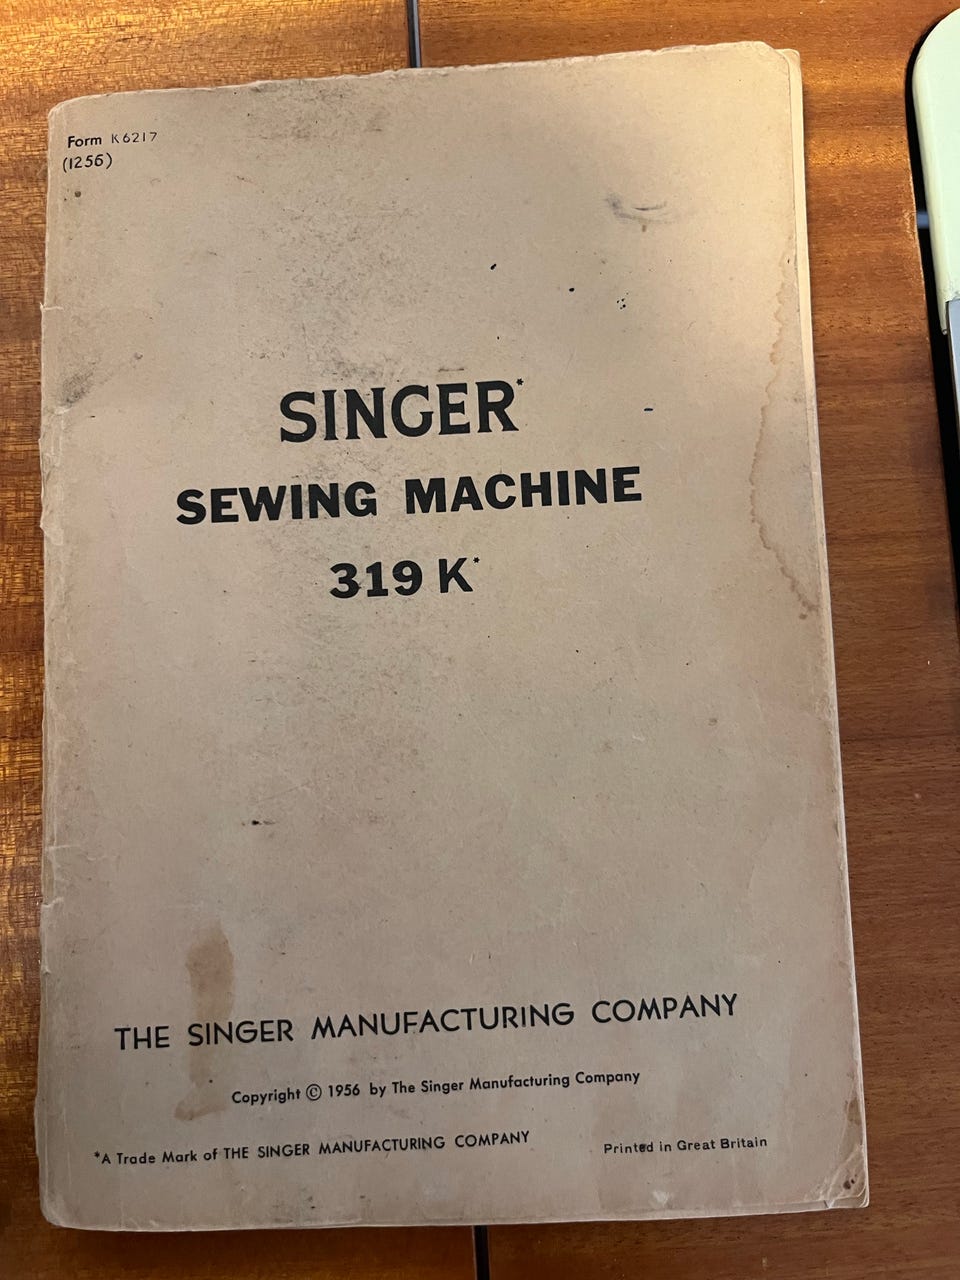 Form K6217
(1256)
SINGER*
SEWING MACHINE
319 K*
THE SINGER MANUFACTURING COMPANY
Copyright © 1956 by The Singer Manufacturing Company
*A Trade Mark of THE SINGER MANUFACTURING COMPANY
Printed in Great Britain